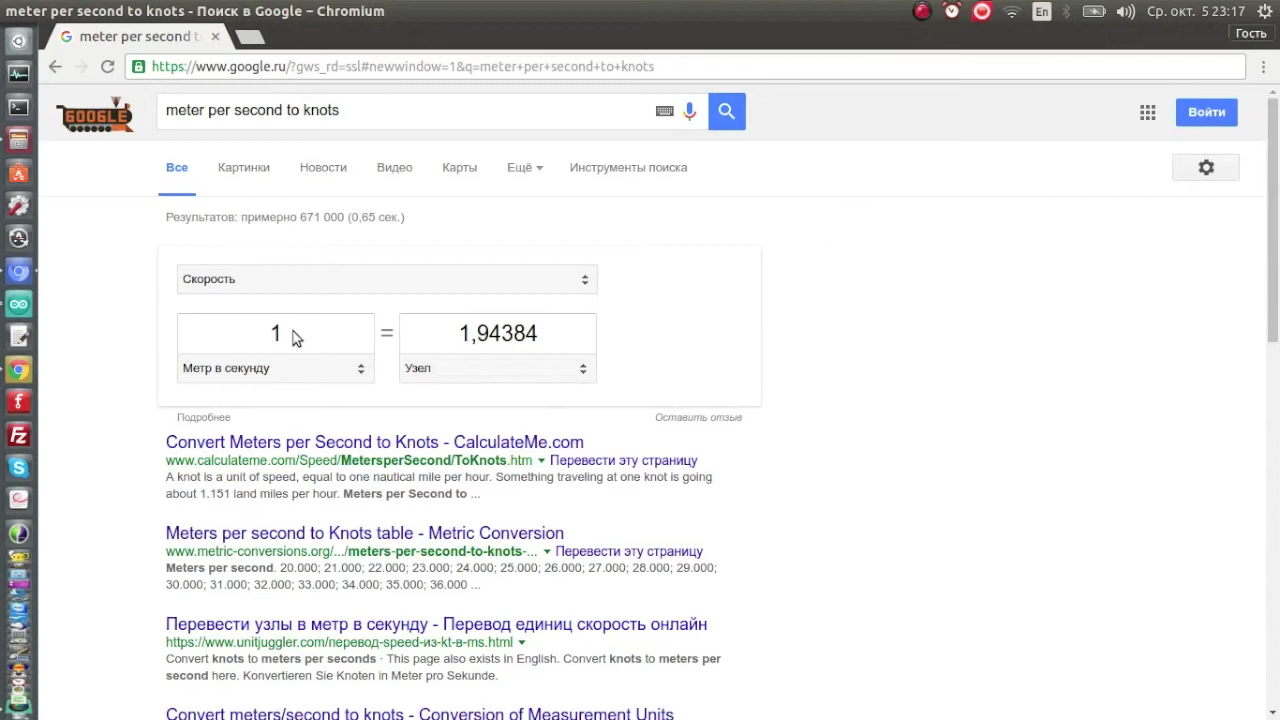 meter per second to knots - Поиск в Google – Chromium
En
Ср. окт. 5 23:17
meter per second t
Гость
https://www.google.ru/?gws_rd=ssl#newwindow=1&q=meter+per+second+to+knots
GOOGLE
meter per second to knots
Войти
Все
Картинки
Новости
Видео
Карты
Ещё
Инструменты поиска
Результатов: примерно 671 000 (0,65 сек.)
Скорость
1 = 1,94384
Метр в секунду
Узел
Подробнее
Оставить отзыв
Convert Meters per Second to Knots - CalculateMe.com
www.calculateme.com/Speed/MetersperSecond/ToKnots.htm Перевести эту страницу
A knot is a unit of speed, equal to one nautical mile per hour. Something traveling at one knot is going
about 1.151 land miles per hour. Meters per Second to ...
Meters per second to Knots table - Metric Conversion
www.metric-conversions.org/.../meters-per-second-to-knots-... Перевести эту страницу
Meters per second. 20.000; 21.000; 22.000; 23.000; 24.000; 25.000; 26.000; 27.000; 28.000; 29.000;
30.000; 31.000; 32.000; 33.000; 34.000; 35.000; 36.000 ...
Перевести узлы в метр в секунду - Перевод единиц скорость онлайн
https://www.unitjuggler.com/перевод-speed-из-kt-в-ms.html
Convert knots to meters per seconds · This page also exists in English. Convert knots to meters per
second here. Konvertieren Sie Knoten in Meter pro Sekunde.
Convert meters/second to knots - Conversion of Measurement Units